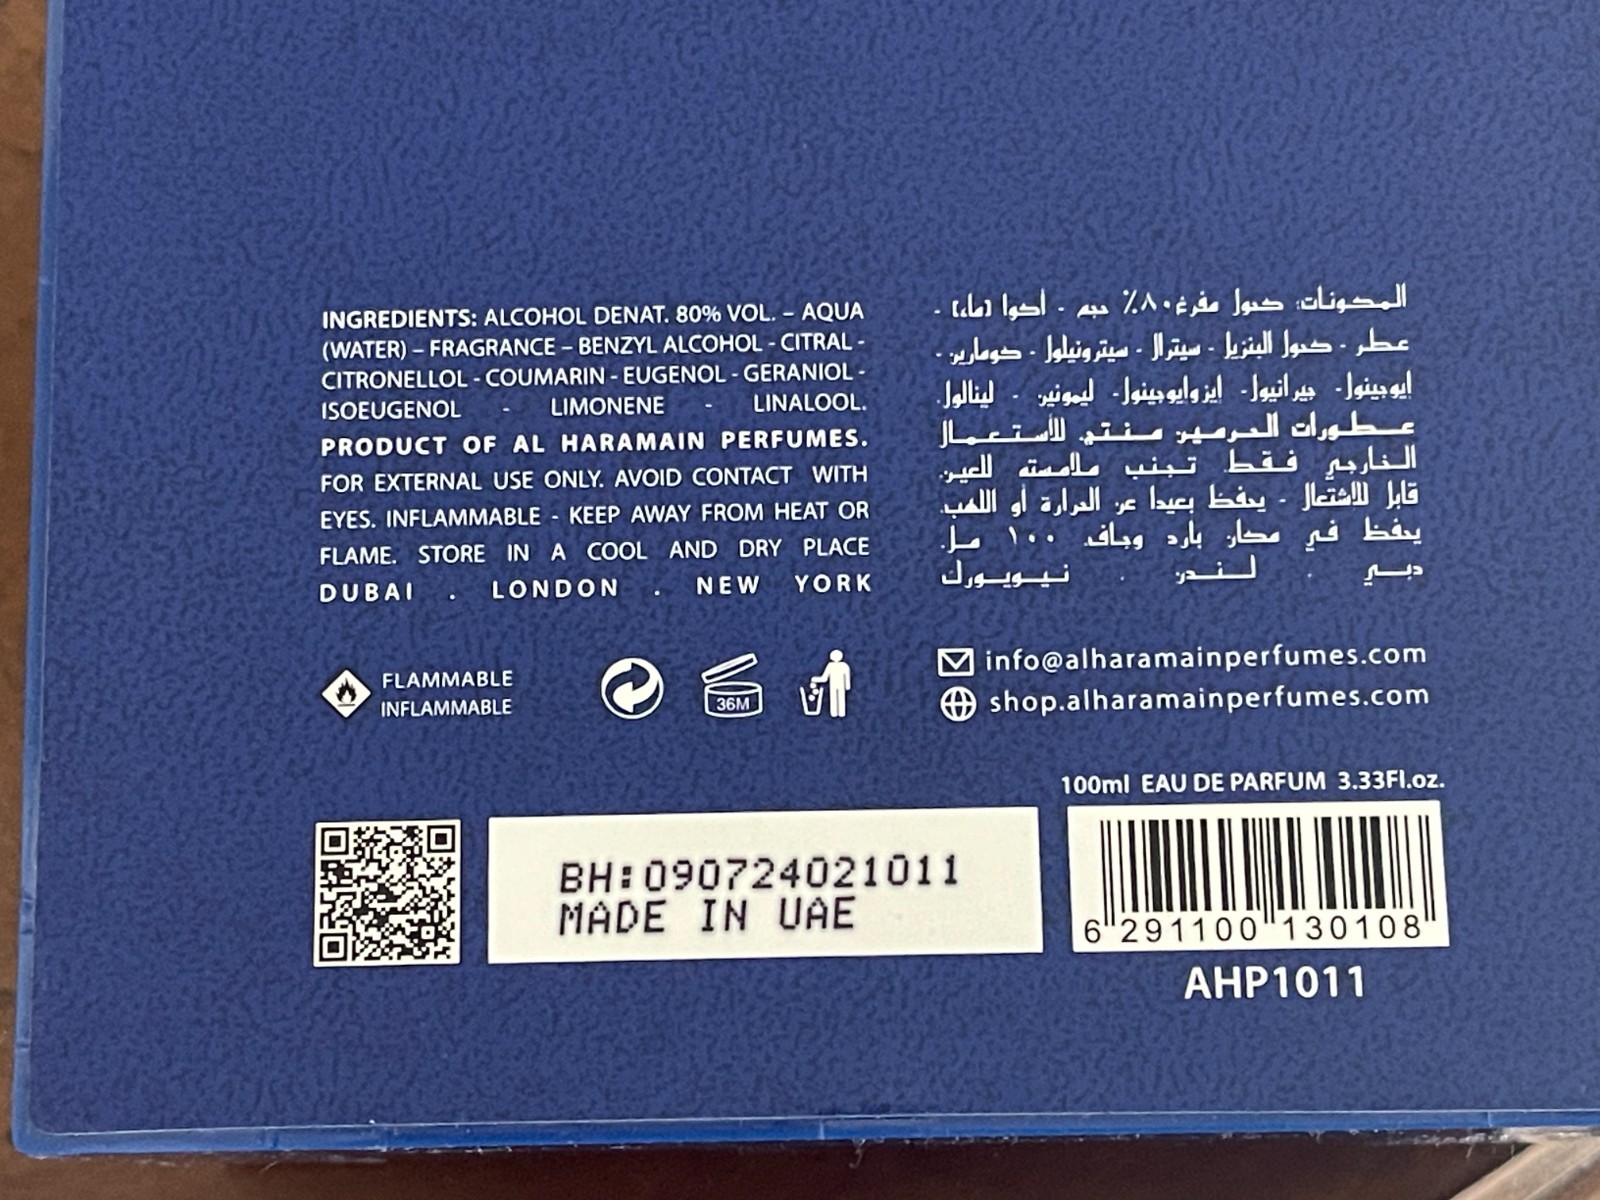 INGREDIENTS: ALCOHOL DENAT. 80% VOL. – AQUA
(WATER) – FRAGRANCE – BENZYL ALCOHOL - CITRAL -
CITRONELLOL - COUMARIN - EUGENOL - GERANIOL -
ISOEUGENOL - LIMONENE - LINALOOL.
PRODUCT OF AL HARAMAIN PERFUMES.
FOR EXTERNAL USE ONLY. AVOID CONTACT WITH
EYES. INFLAMMABLE - KEEP AWAY FROM HEAT OR
FLAME. STORE IN A COOL AND DRY PLACE
DUBAI . LONDON . NEW YORK
المكونات: كحول مفرغ ٨٠٪ حجم - أكوا (ماء) -
عطر - كحول البنزيل - سيترال - سيترونيلول - كومارين -
إيوجينول - جيرانيول - ايزوايوجينول - ليمونين - لينالول.
عطورات الحرمين منتج للأستعمال
الخارجي فقط. تجنب ملامسته للعين.
قابل للاشتعال - يحفظ بعيدا عن الحرارة أو اللهب.
يحفظ في مكان بارد وجاف. ١٠٠ مل.
دبي . لندن . نيويورك
FLAMMABLE
INFLAMMABLE
36M
info@alharamainperfumes.com
shop.alharamainperfumes.com
100ml EAU DE PARFUM 3.33Fl.oz.
BH:090724021011
MADE IN UAE
6 291100 130108
AHP1011